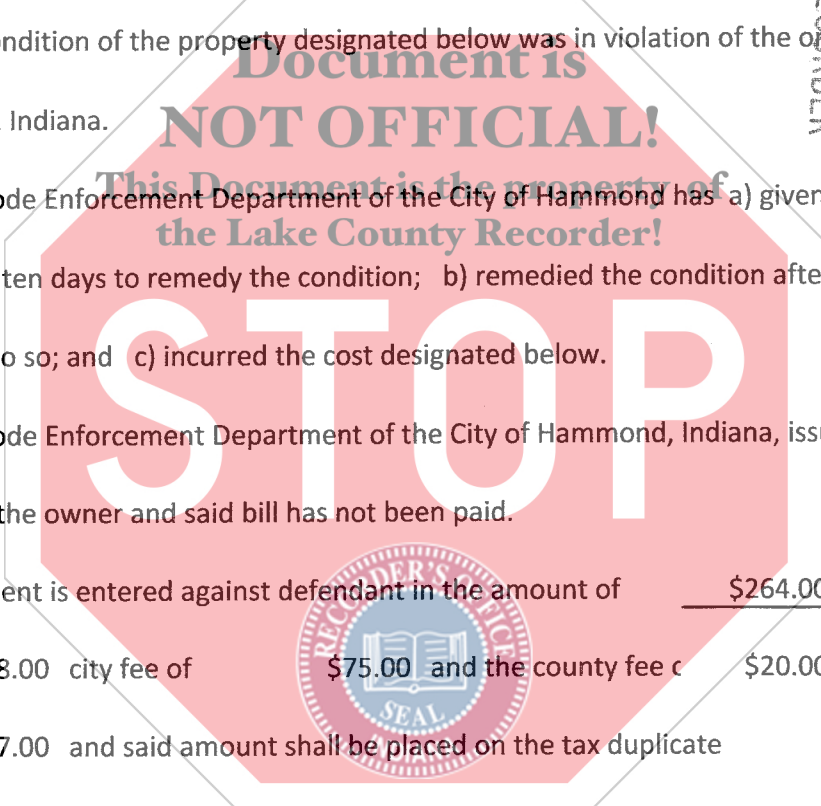 ndition of the property designated below was in violation of the o
Document is
Indiana.
NOT OFFICIAL!
This Document is the property of
ode Enforcement Department of the City of Hammond has a) given
the Lake County Recorder!
ten days to remedy the condition; b) remedied the condition afte
o so; and c) incurred the cost designated below.
STOP
ode Enforcement Department of the City of Hammond, Indiana, issu
the owner and said bill has not been paid.
ent is entered against defendant in the amount of $264.00
RECORDER'S OFFICE
8.00 city fee of $75.00 and the county fee $20.00
SEAL
7.00 and said amount shall be placed on the tax duplicate
INDIANA